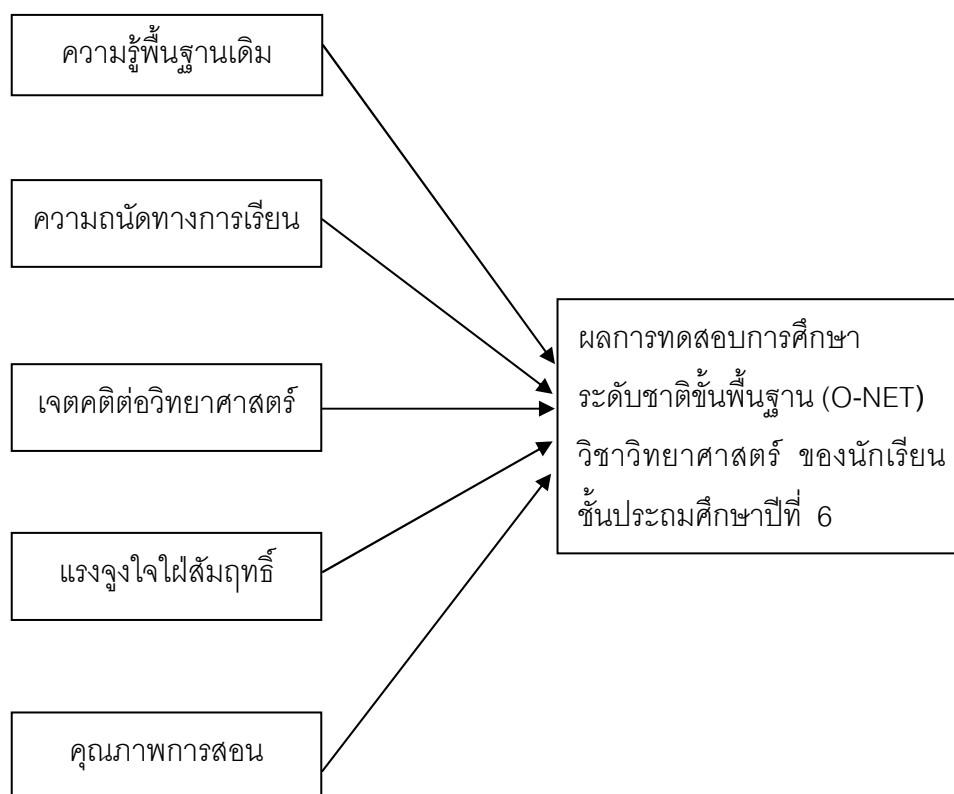 ความรู้พื้นฐานเดิม
ความถนัดทางการเรียน
เจตคติต่อวิทยาศาสตร์
แรงจูงใจใฝ่สัมฤทธิ์
คุณภาพการสอน
ผลการทดสอบการศึกษา
ระดับชาติขั้นพื้นฐาน (O-NET)
วิชาวิทยาศาสตร์ ของนักเรียน
ชั้นประถมศึกษาปีที่ 6